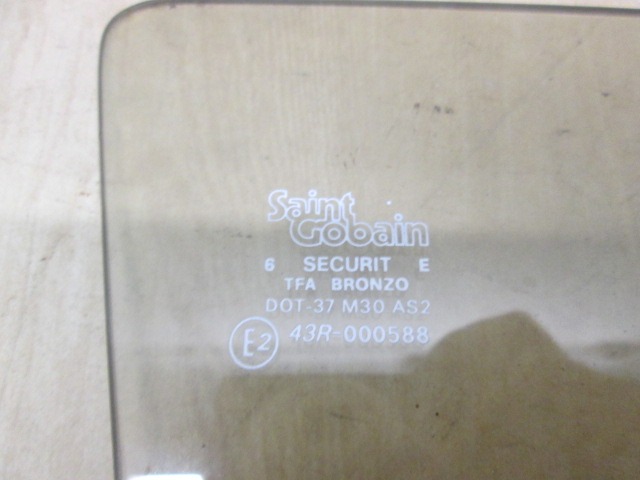 Saint
Gobain
6 SECURIT E
TFA BRONZO
DOT-37 M30 AS2
E2 43R-000588